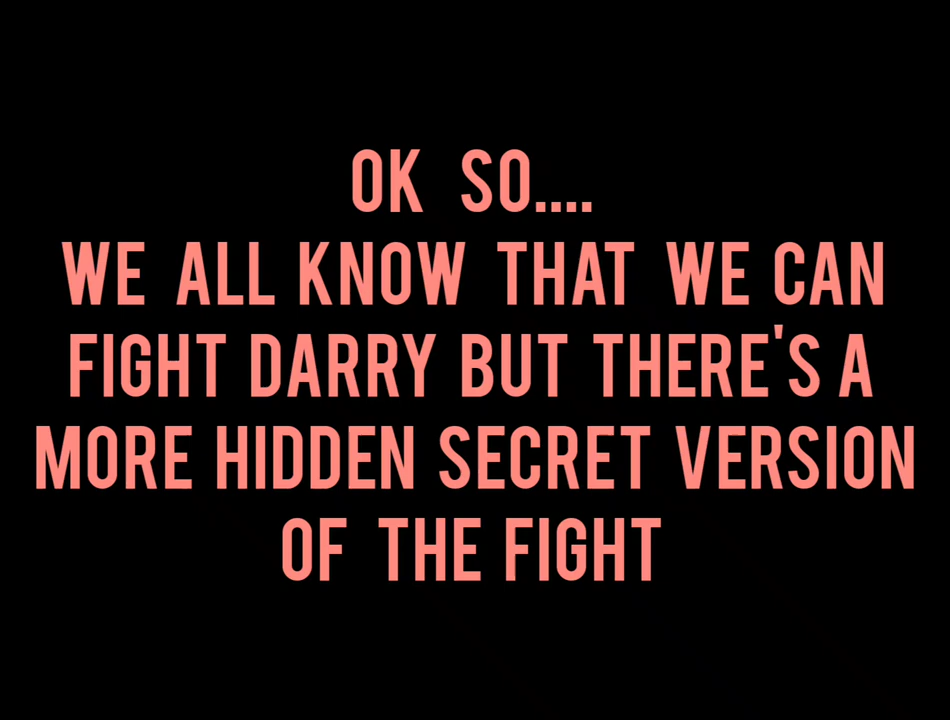 OK SO....
WE ALL KNOW THAT WE CAN
FIGHT DARRY BUT THERE'S A
MORE HIDDEN SECRET VERSION
OF THE FIGHT